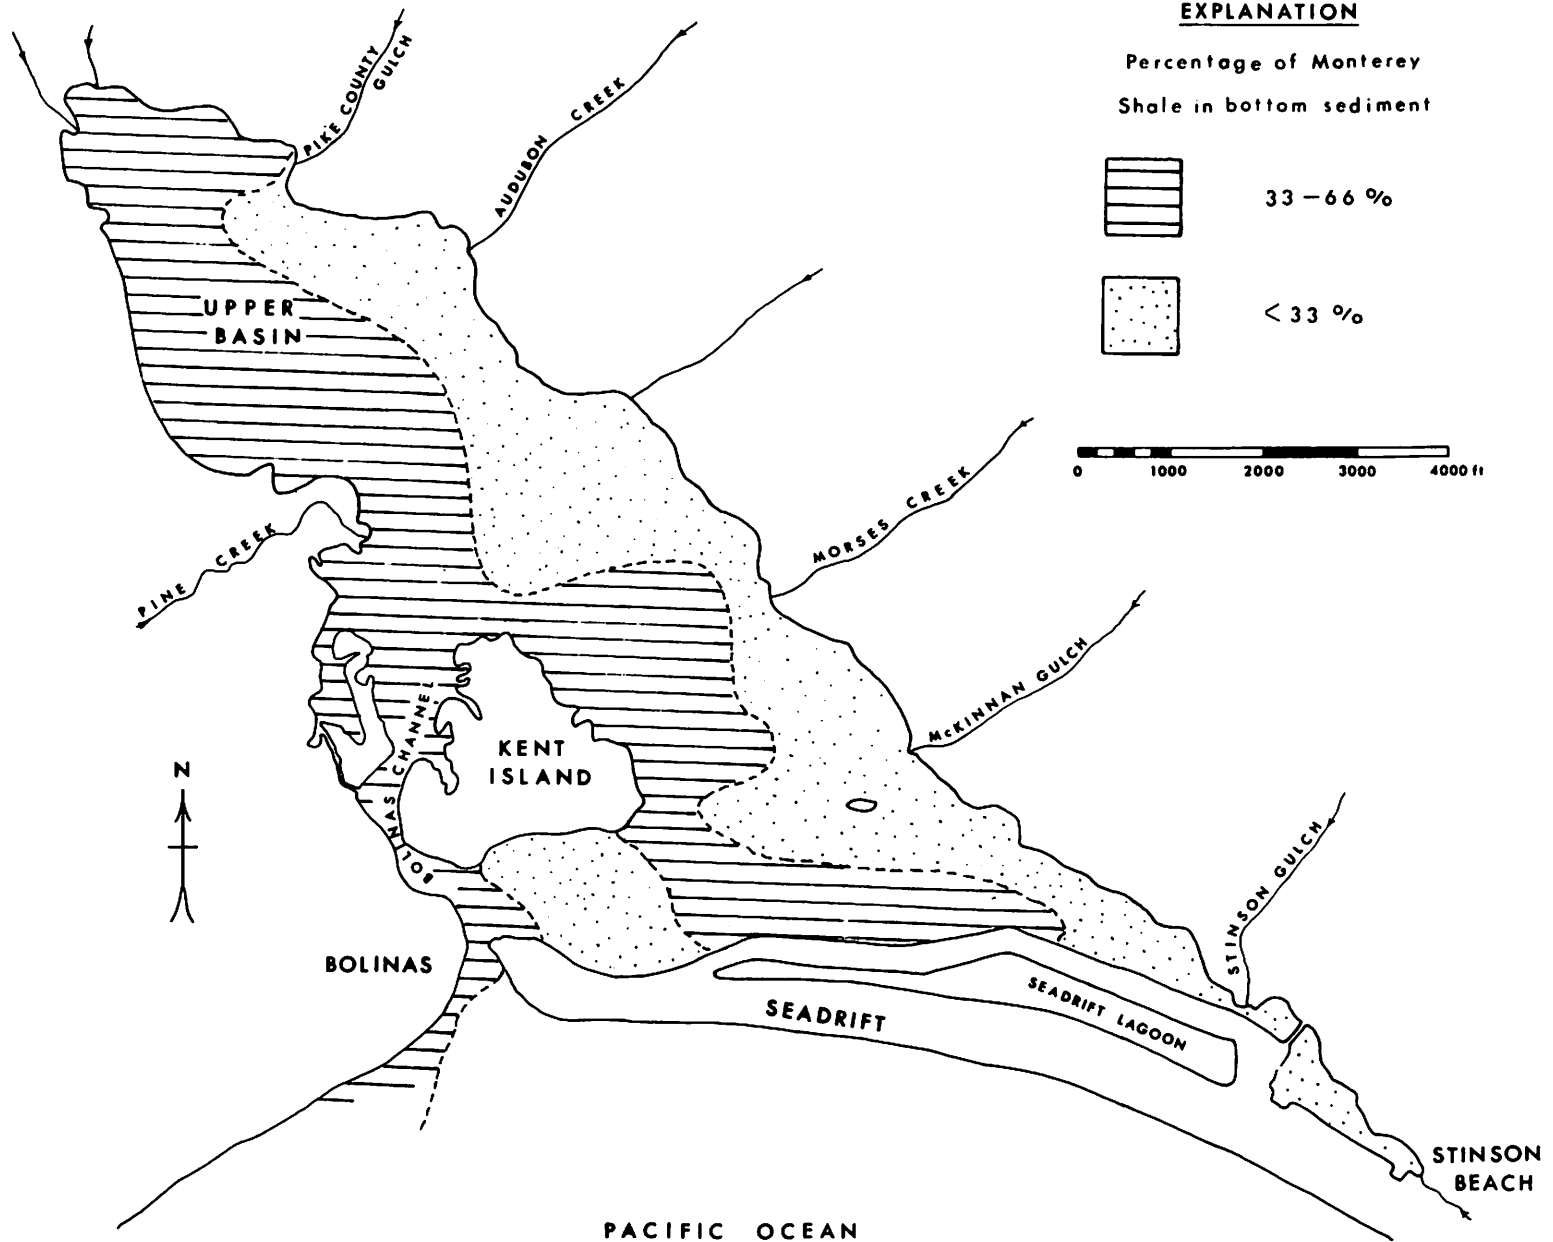 EXPLANATION
Percentage of Monterey
Shale in bottom sediment
33–66 %
< 33 %
0 1000 2000 3000 4000 ft
PIKE COUNTY
GULCH
AUDUBON CREEK
UPPER
BASIN
MORSES CREEK
PINE CREEK
McKINNAN GULCH
BOLINAS CHANNEL
KENT
ISLAND
N
STINSON GULCH
BOLINAS
SEADRIFT
SEADRIFT LAGOON
STINSON
BEACH
PACIFIC OCEAN